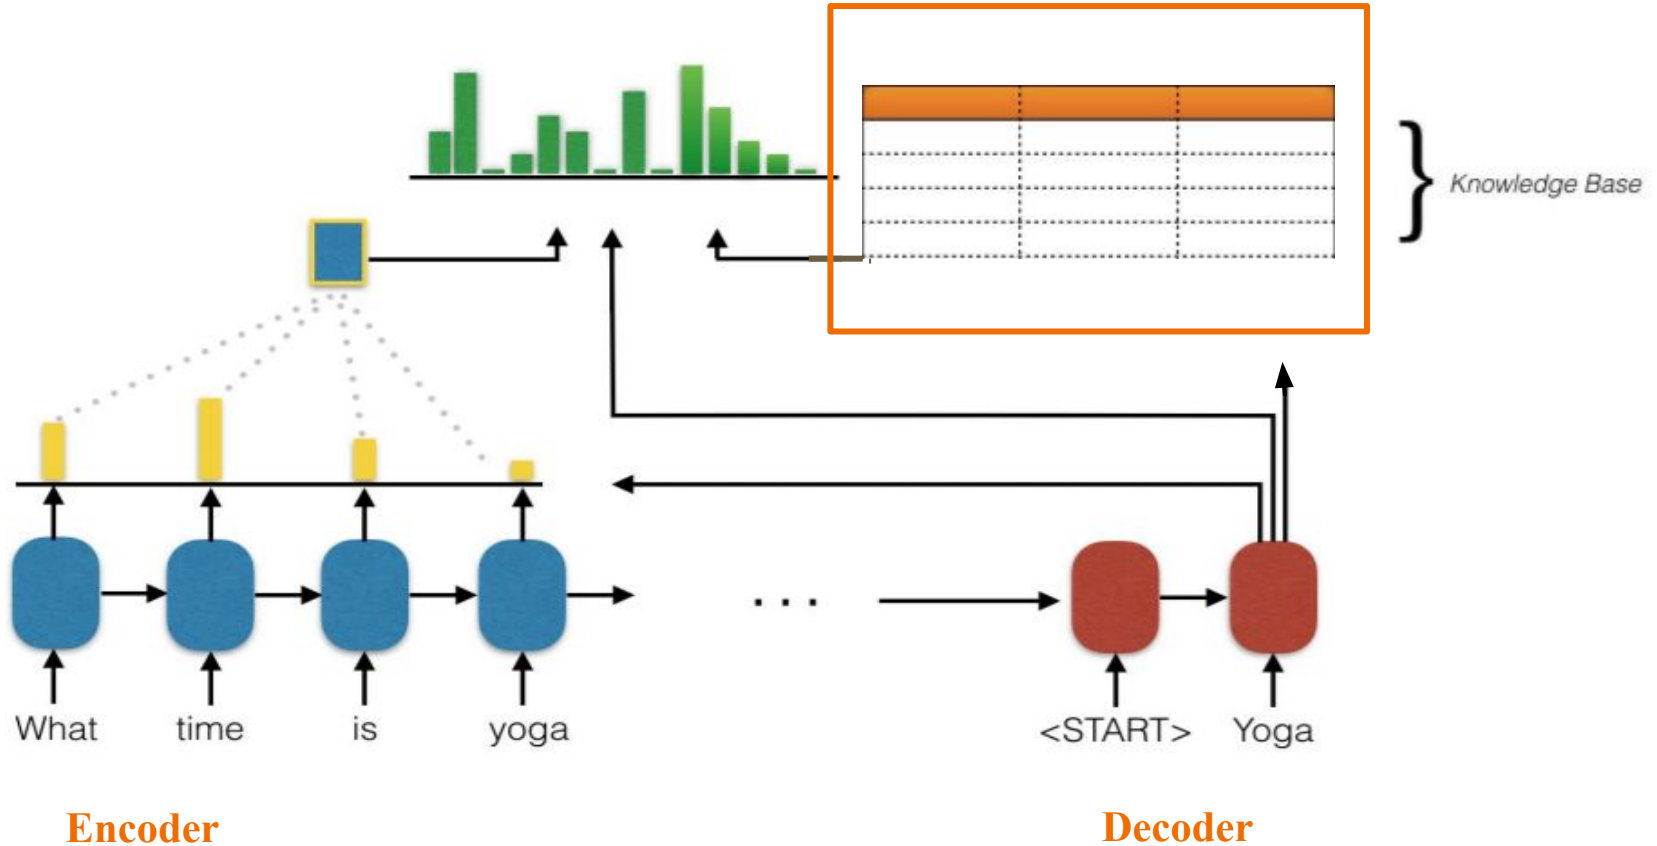 Knowledge Base
. . .
What time is yoga
<START> Yoga
Encoder
Decoder